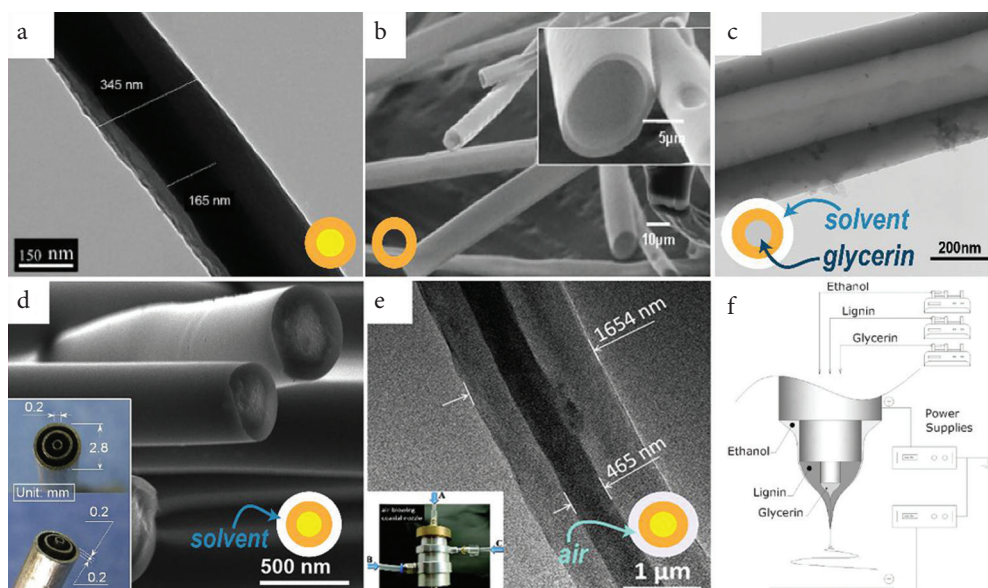 a
345 nm
165 nm
150 nm
b
5μm
10μm
c
solvent
glycerin
200nm
d
0.2
2.8
Unit: mm
0.2
0.2
solvent
500 nm
e
1654 nm
465 nm
air blowing
coaxial nozzle
A
B
C
air
1 μm
f
Ethanol
Lignin
Glycerin
Power
Supplies
Ethanol
Lignin
Glycerin